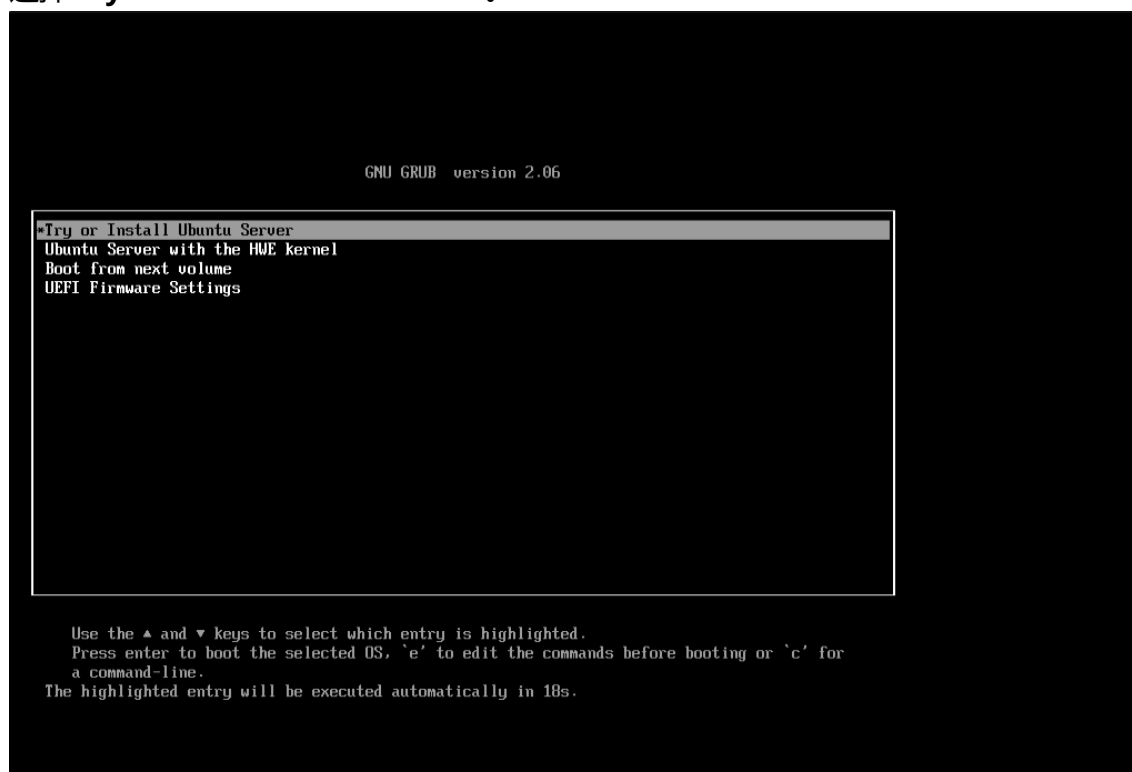 GNU GRUB version 2.06
*Try or Install Ubuntu Server
Ubuntu Server with the HWE kernel
Boot from next volume
UEFI Firmware Settings
Use the ▲ and ▼ keys to select which entry is highlighted.
Press enter to boot the selected OS, `e' to edit the commands before booting or `c' for
a command-line.
The highlighted entry will be executed automatically in 18s.